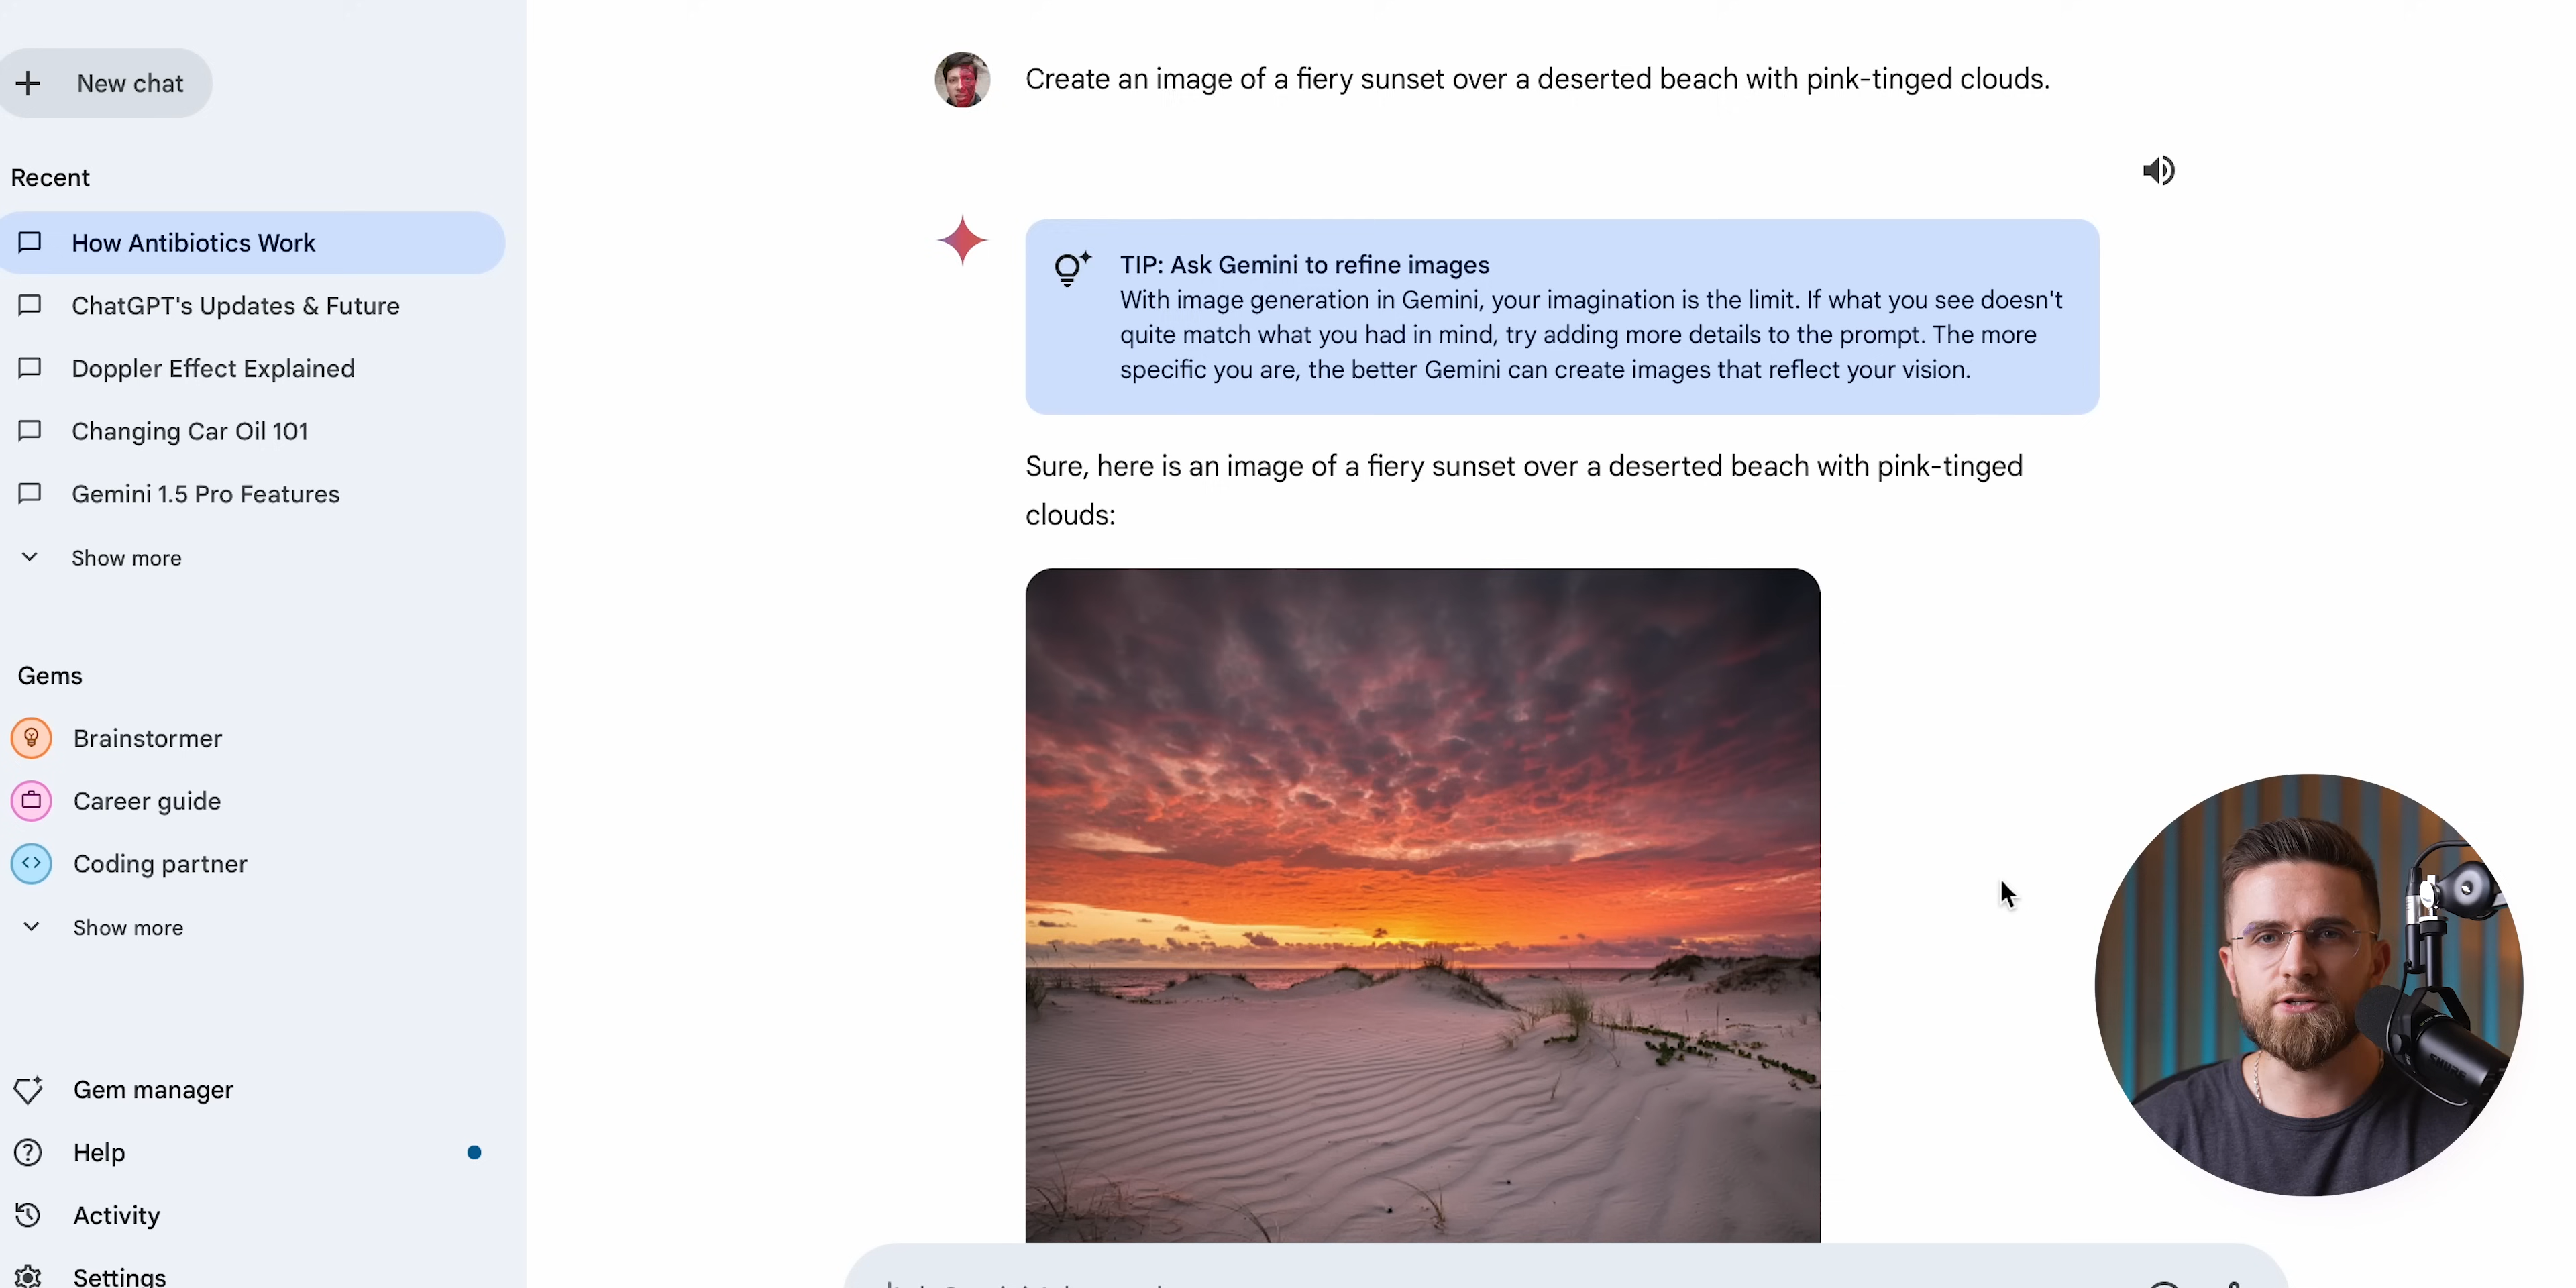 New chat
Recent
How Antibiotics Work
ChatGPT's Updates & Future
Doppler Effect Explained
Changing Car Oil 101
Gemini 1.5 Pro Features
Show more
Gems
Brainstormer
Career guide
Coding partner
Show more
Gem manager
Help
Activity
Settings
Create an image of a fiery sunset over a deserted beach with pink-tinged clouds.
TIP: Ask Gemini to refine images
With image generation in Gemini, your imagination is the limit. If what you see doesn't
quite match what you had in mind, try adding more details to the prompt. The more
specific you are, the better Gemini can create images that reflect your vision.
Sure, here is an image of a fiery sunset over a deserted beach with pink-tinged
clouds:
SHURE